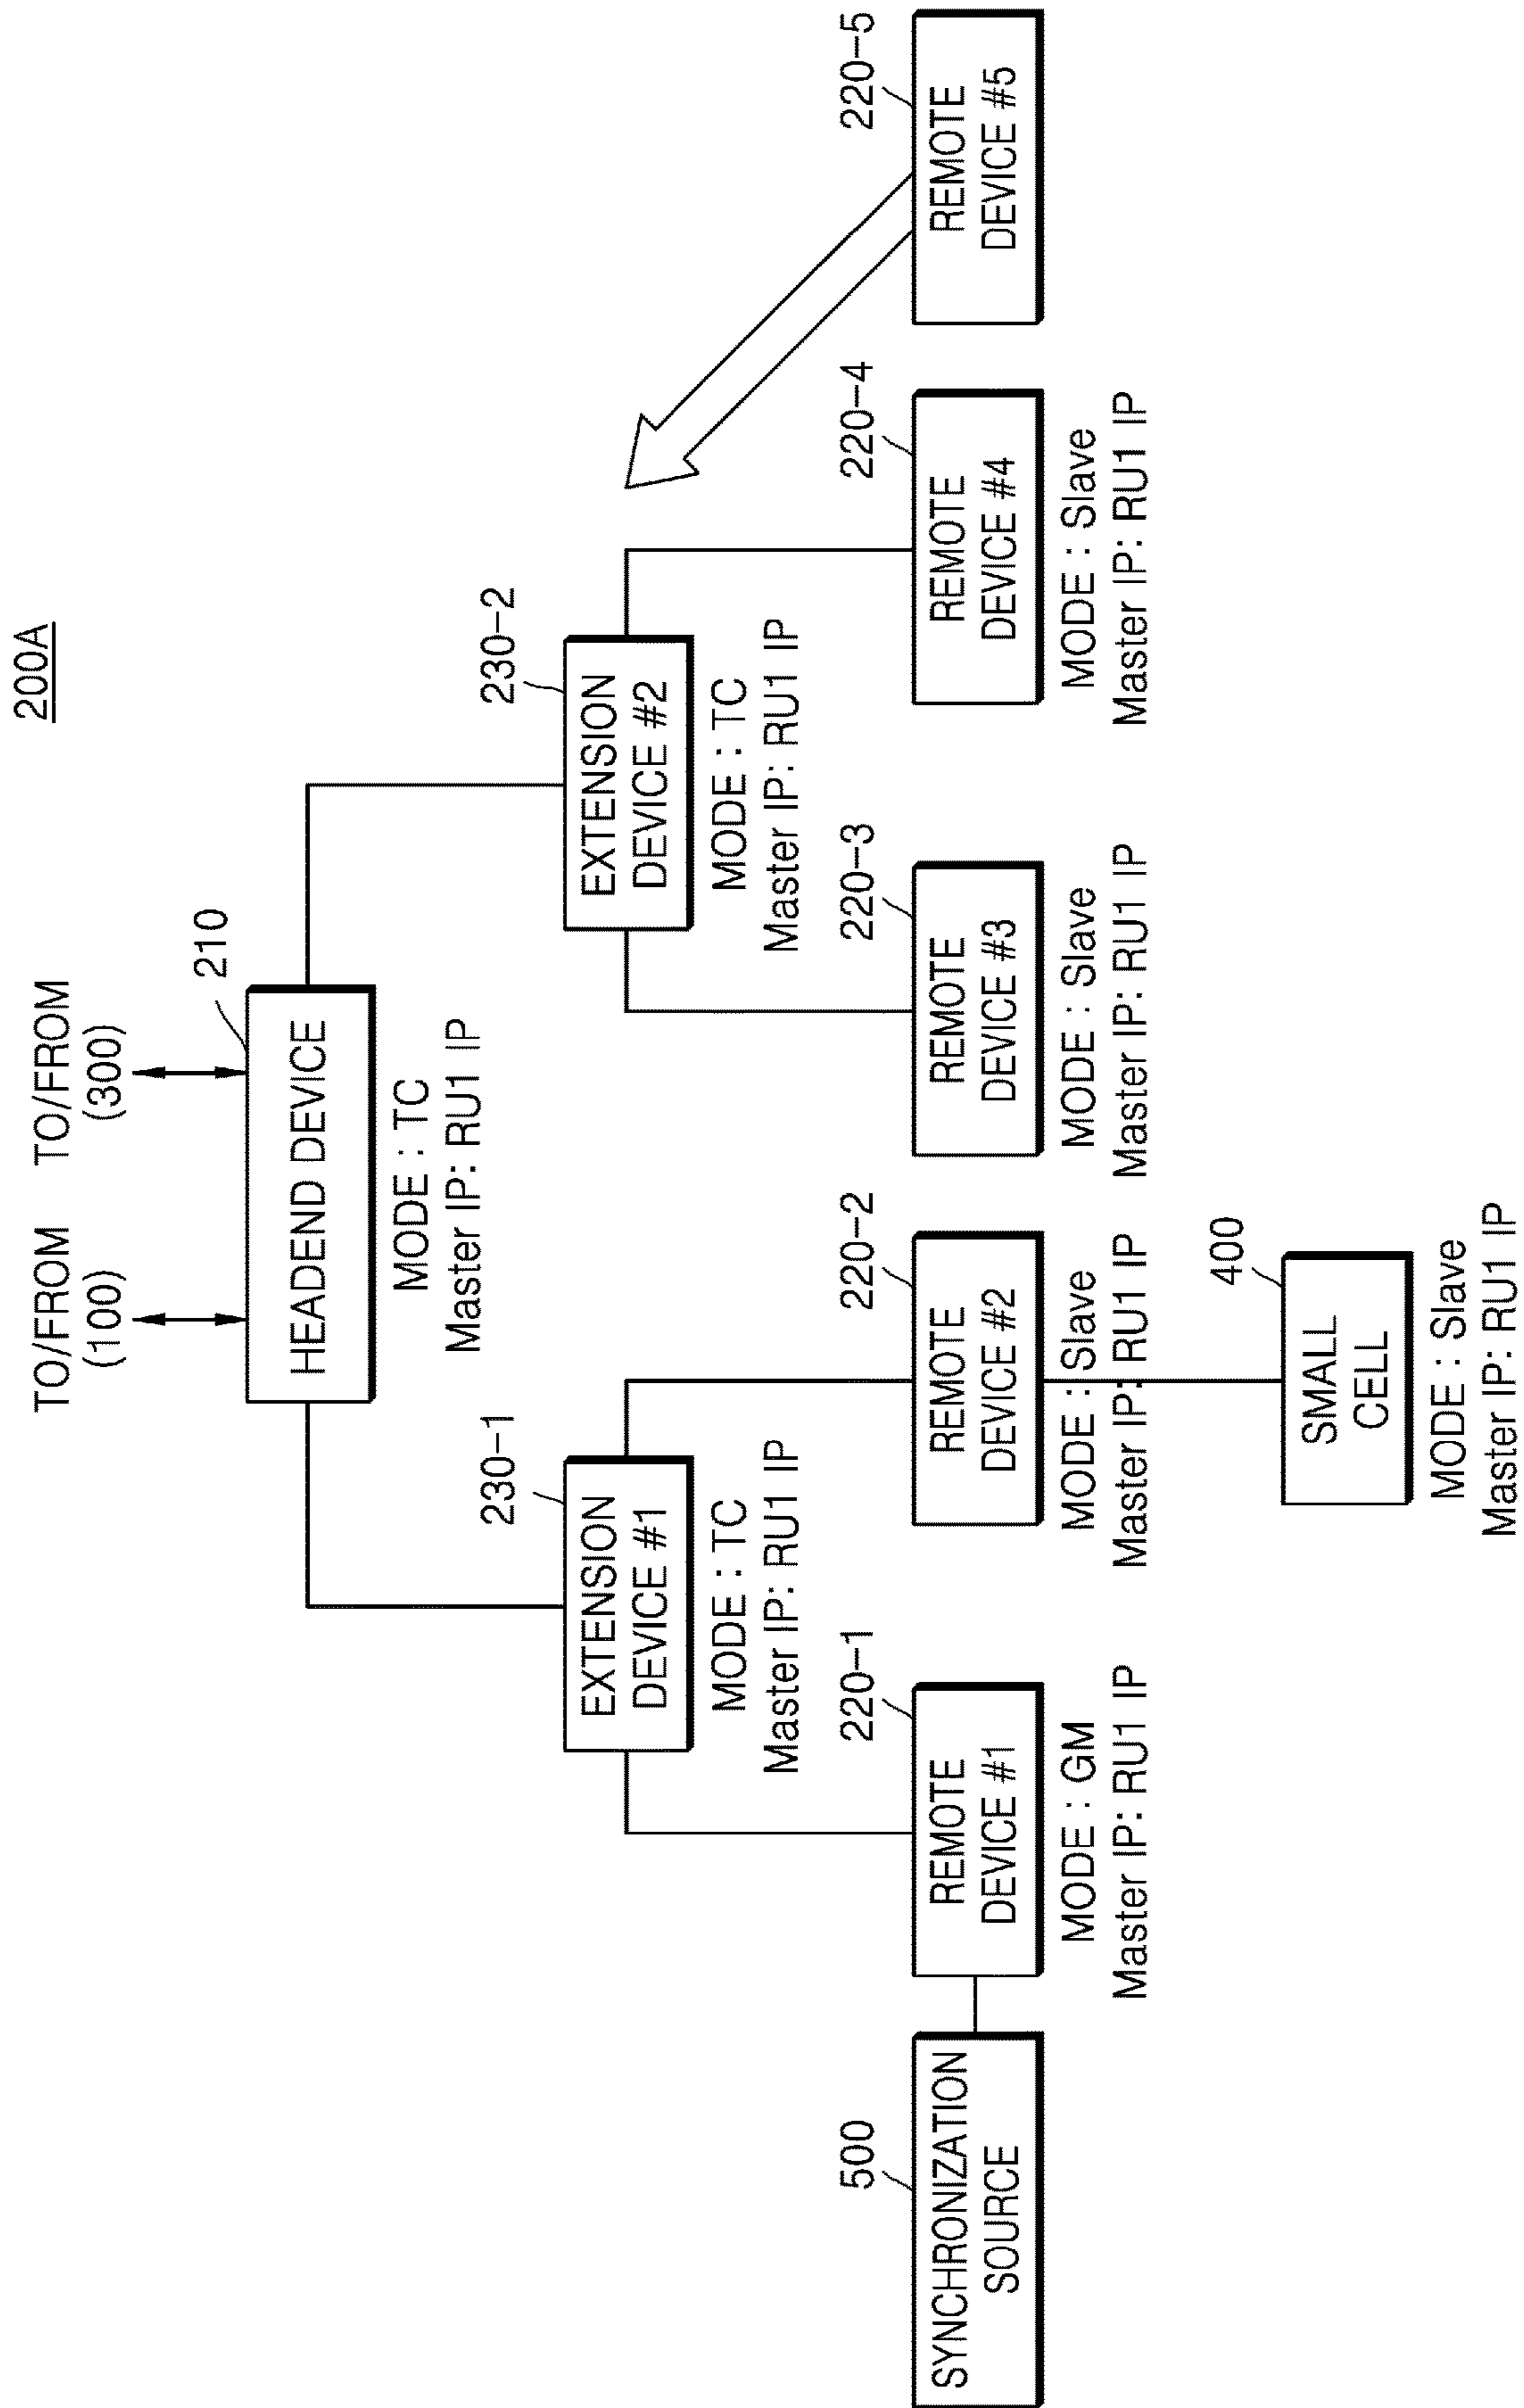 200A
TO/FROM
(100)
TO/FROM
(300)
210
HEADEND DEVICE
MODE : TC
Master IP: RU1 IP
230-1
EXTENSION
DEVICE #1
MODE : TC
Master IP: RU1 IP
230-2
EXTENSION
DEVICE #2
MODE : TC
Master IP: RU1 IP
500
SYNCHRONIZATION
SOURCE
220-1
REMOTE
DEVICE #1
MODE : GM
Master IP: RU1 IP
220-2
REMOTE
DEVICE #2
MODE : Slave
Master IP: RU1 IP
220-3
REMOTE
DEVICE #3
MODE : Slave
Master IP: RU1 IP
220-4
REMOTE
DEVICE #4
MODE : Slave
Master IP: RU1 IP
220-5
REMOTE
DEVICE #5
400
SMALL
CELL
MODE : Slave
Master IP: RU1 IP